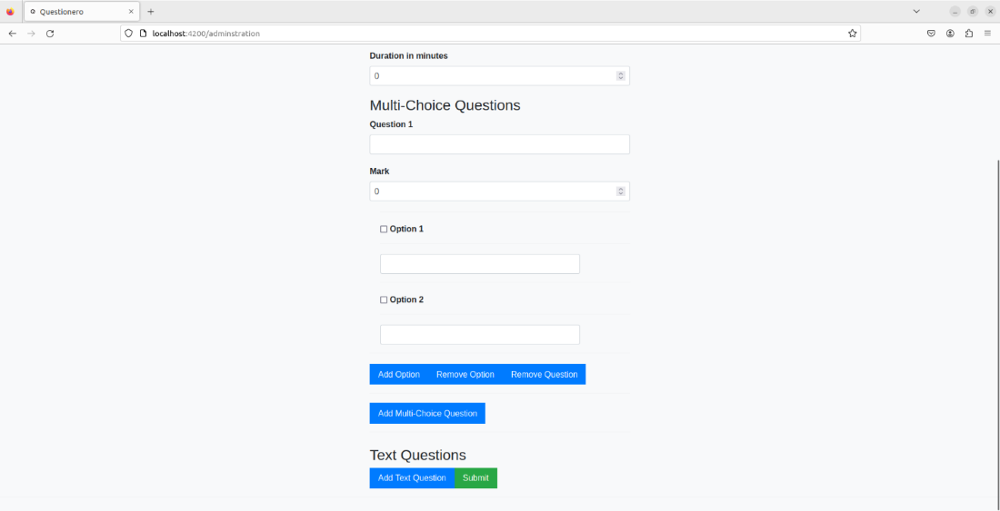 Questionero
localhost:4200/adminstration
Duration in minutes
0
Multi-Choice Questions
Question 1
Mark
0
Option 1
Option 2
Add Option Remove Option Remove Question
Add Multi-Choice Question
Text Questions
Add Text Question Submit